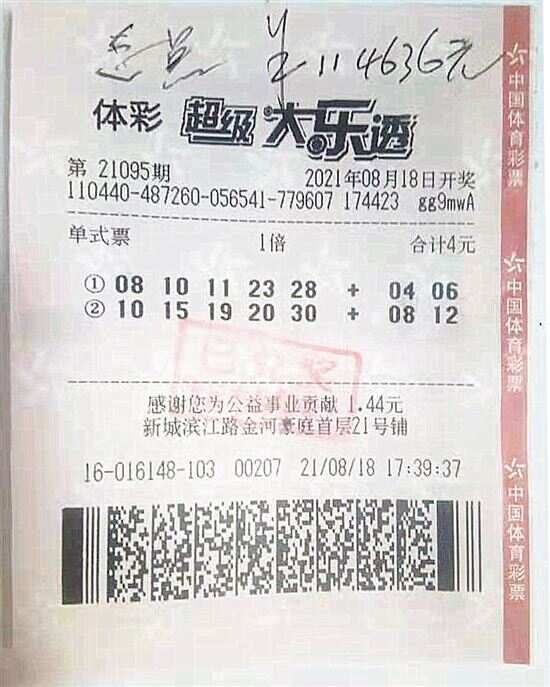 114636元
体彩 超级大乐透
第 21095期 2021年08月18日开奖
110440-487260-056541-779607 174423 gg9mwA
单式票 1倍 合计4元
① 08 10 11 23 28 + 04 06
② 10 15 19 20 30 + 08 12
已兑奖
感谢您为公益事业贡献 1.44元
新城滨江路金河豪庭首层21号铺
16-016148-103 00207 21/08/18 17:39:37
中国体育彩票
中国体育彩票
中国体育彩票